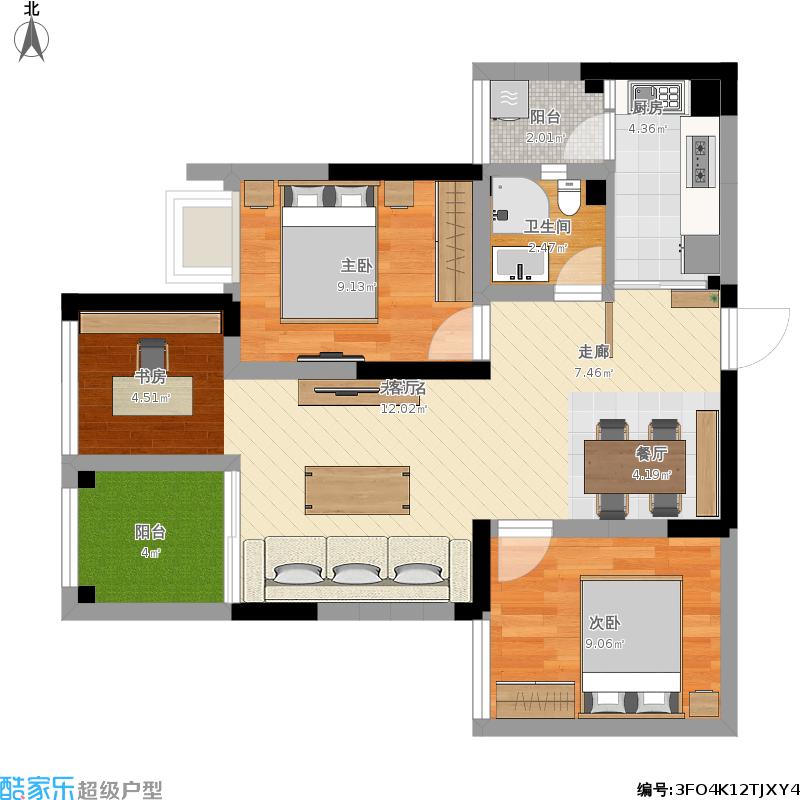 北
阳台
2.01㎡
厨房
4.36㎡
卫生间
2.47㎡
主卧
9.13㎡
走廊
7.46㎡
书房
4.51㎡
客厅
12.02㎡
餐厅
4.19㎡
阳台
4㎡
次卧
9.06㎡
酷家乐 超级户型
编号:3FO4K12TJXY4